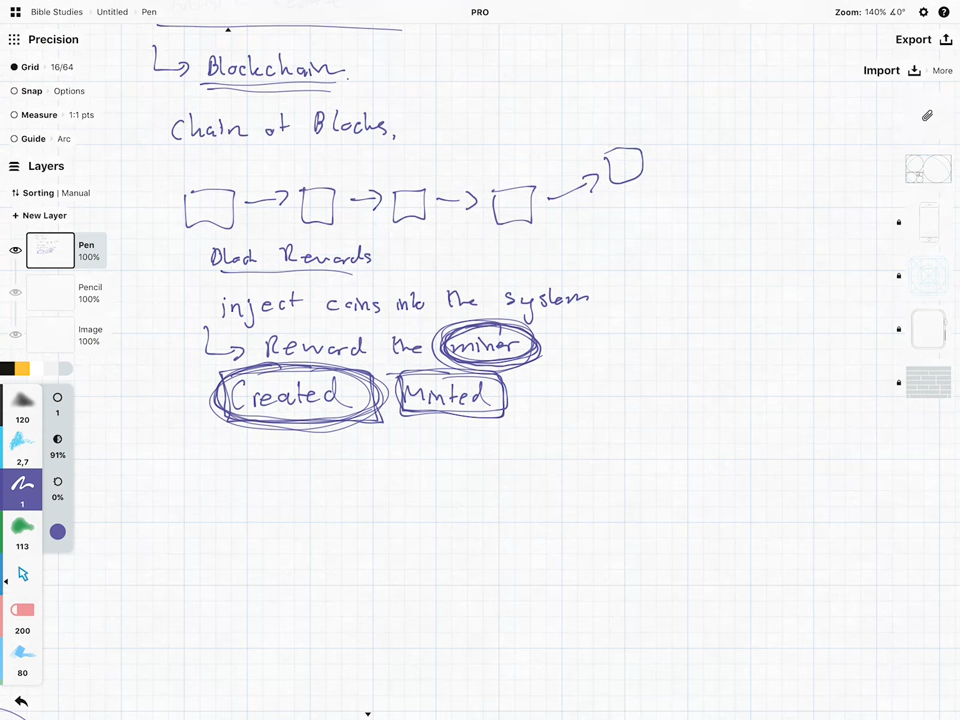 Bible Studies Untitled Pen PRO Zoom: 140% ∡0°
Precision Export
Grid 16/64 Import More
Snap Options
Measure 1:1 pts
Guide Arc
Layers
Sorting | Manual
+ New Layer
Pen
100%
Pencil
100%
Image
100%
120
2,7
1
113
200
80
1
91%
0%
Blockchain.
Chain of Blocks,
Block Rewards
inject coins into the system
Reward the miner
Created Minted